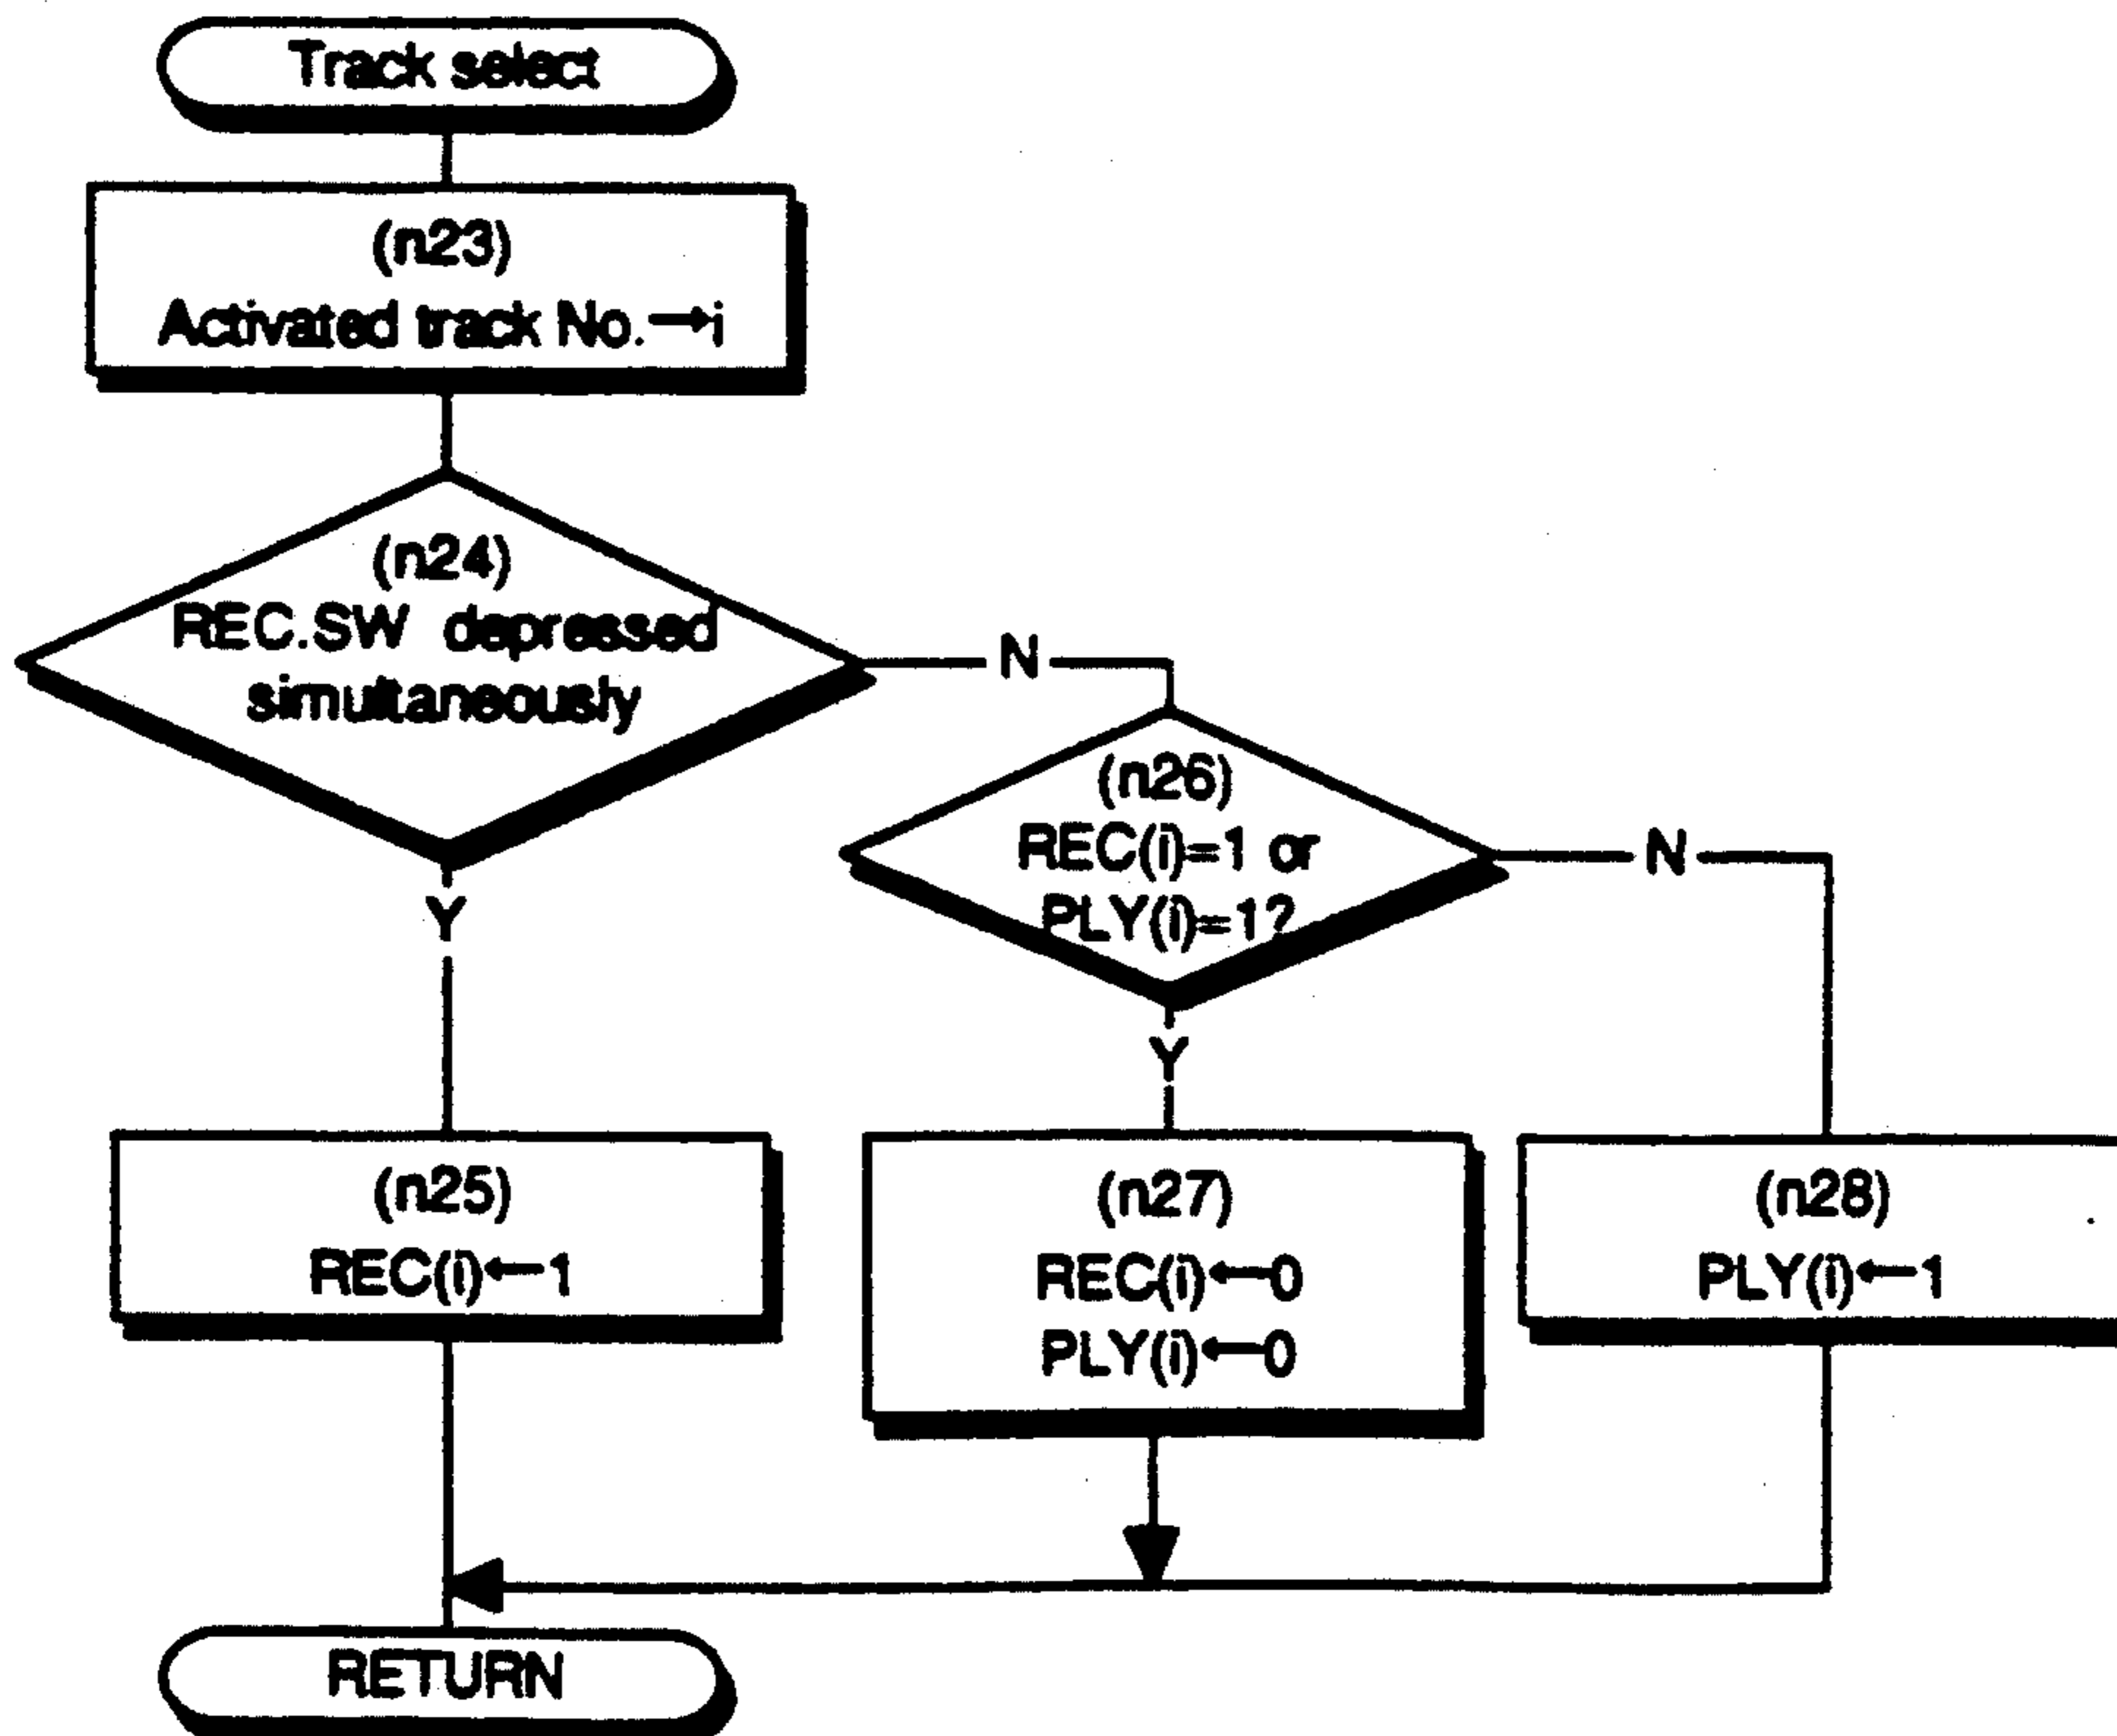 Track select
(n23)
Activated track No. →i
(n24)
REC.SW depressed
simultaneously
N
Y
(n26)
REC(i)=1 or
PLY(i)=1?
N
Y
(n25)
REC(i)←1
(n27)
REC(i)←0
PLY(i)←0
(n28)
PLY(i)←1
RETURN